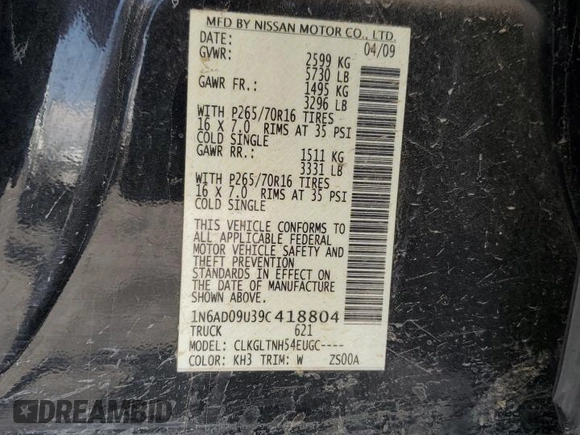 MFD BY NISSAN MOTOR CO., LTD.
DATE: 04/09
GVWR: 2599 KG
5730 LB
GAWR FR.: 1495 KG
3296 LB
WITH P265/70R16 TIRES
16 X 7.0 RIMS AT 35 PSI
COLD SINGLE
GAWR RR.: 1511 KG
3331 LB
WITH P265/70R16 TIRES
16 X 7.0 RIMS AT 35 PSI
COLD SINGLE
THIS VEHICLE CONFORMS TO
ALL APPLICABLE FEDERAL
MOTOR VEHICLE SAFETY AND
THEFT PREVENTION
STANDARDS IN EFFECT ON
THE DATE OF MANUFACTURE
SHOWN ABOVE.
1N6AD09U39C418804
TRUCK 621
MODEL: CLKGLTNH54EUGC----
COLOR: KH3 TRIM: W ZS00A
DREAMBID